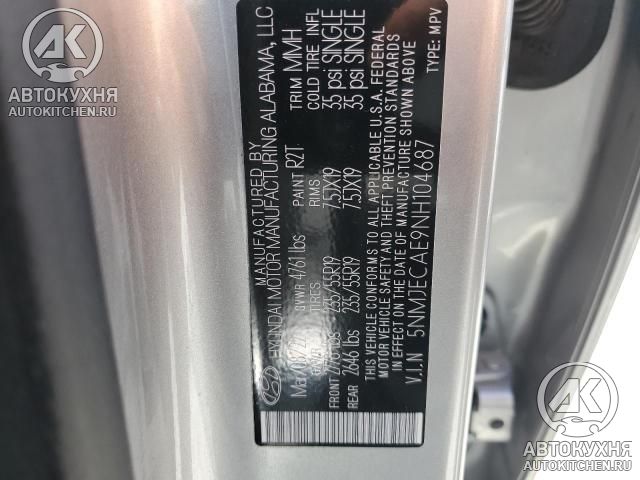 АК
АВТОКУХНЯ
AUTOKITCHEN.RU
MANUFACTURED BY
HYUNDAI MOTOR MANUFACTURING ALABAMA, LLC
GVWR 4761 lbs PAINT R2T TRIM MMH
TIRES RIMS COLD TIRE INFL
FRONT lbs 235/55R19 7.5JX19 35 psi SINGLE
REAR 2646 lbs 235/55R19 7.5JX19 35 psi SINGLE
THIS VEHICLE CONFORMS TO ALL APPLICABLE U.S.A. FEDERAL
MOTOR VEHICLE SAFETY AND THEFT PREVENTION STANDARDS
IN EFFECT ON THE DATE OF MANUFACTURE SHOWN ABOVE
V.I.N 5NMJECAE9NH104687 TYPE: MPV
АК
АВТОКУХНЯ
AUTOKITCHEN.RU